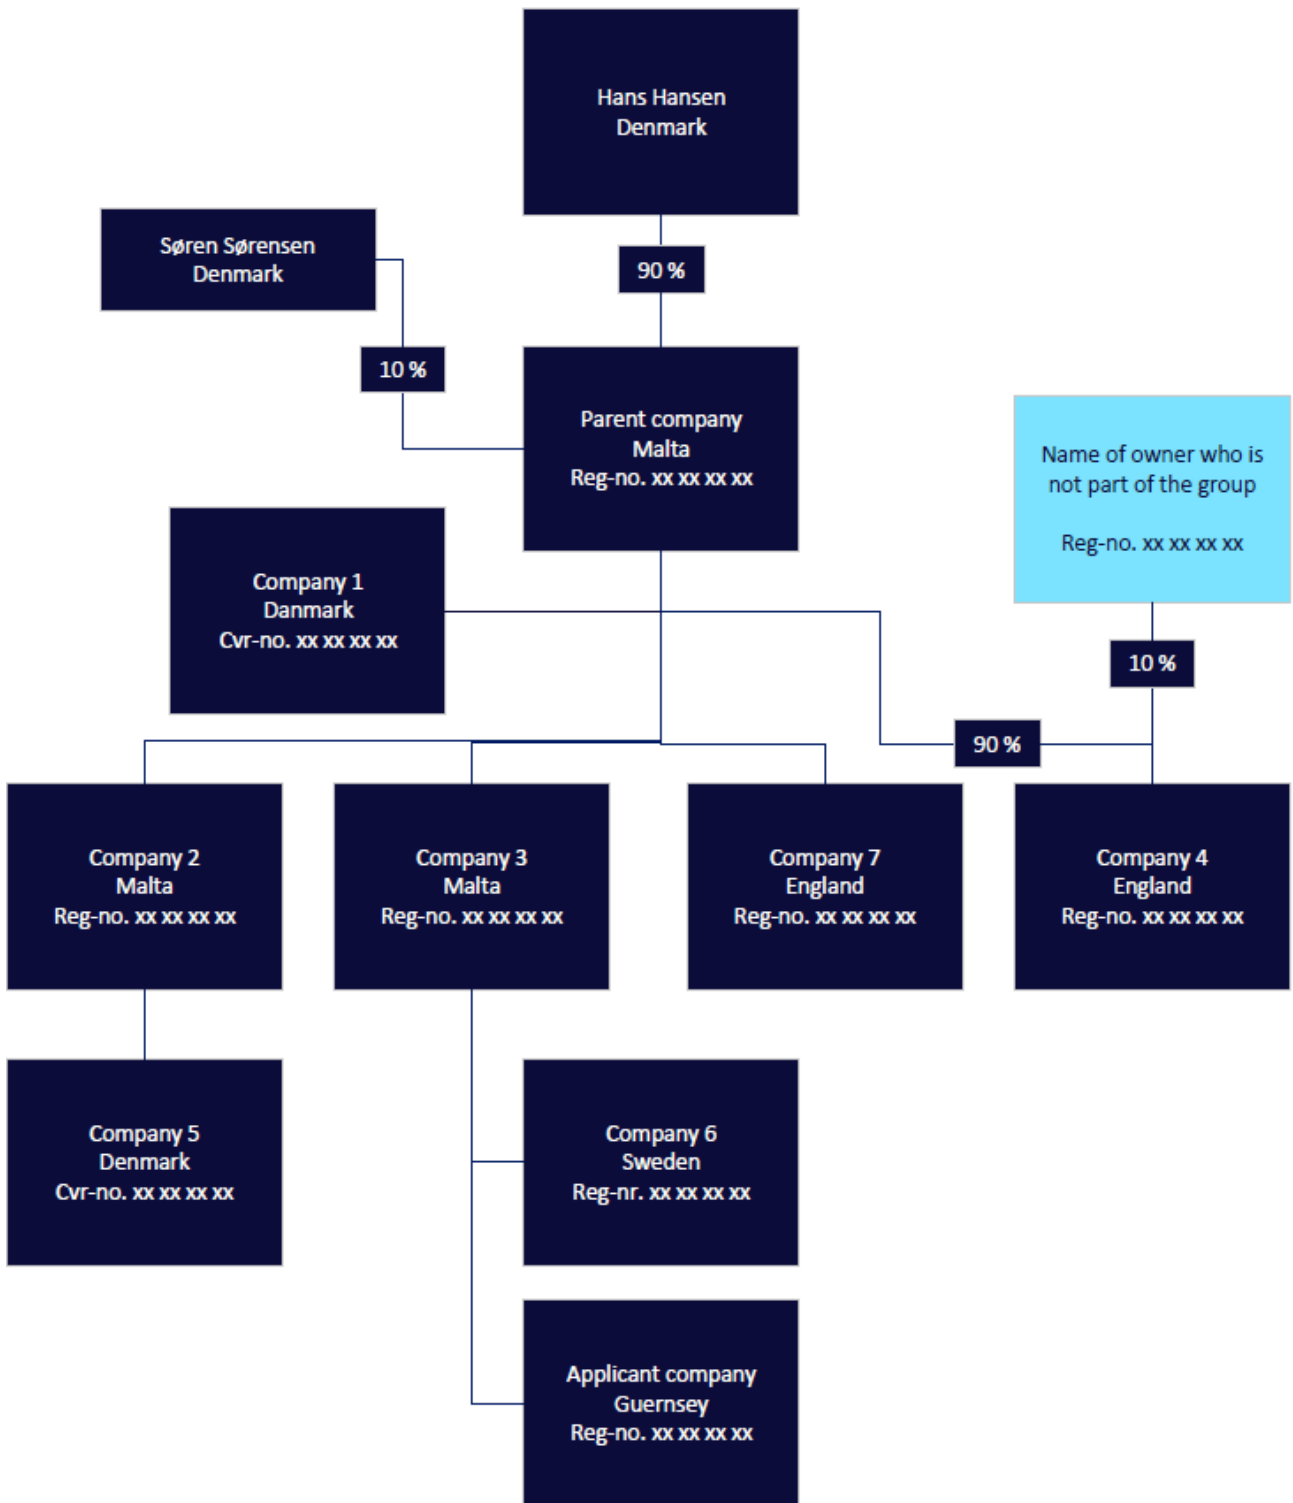 Hans Hansen
Denmark
Søren Sørensen
Denmark
90 %
10 %
Parent company
Malta
Reg-no. xx xx xx xx
Name of owner who is
not part of the group
Reg-no. xx xx xx xx
Company 1
Danmark
Cvr-no. xx xx xx xx
10 %
90 %
Company 2
Malta
Reg-no. xx xx xx xx
Company 3
Malta
Reg-no. xx xx xx xx
Company 7
England
Reg-no. xx xx xx xx
Company 4
England
Reg-no. xx xx xx xx
Company 5
Denmark
Cvr-no. xx xx xx xx
Company 6
Sweden
Reg-nr. xx xx xx xx
Applicant company
Guernsey
Reg-no. xx xx xx xx